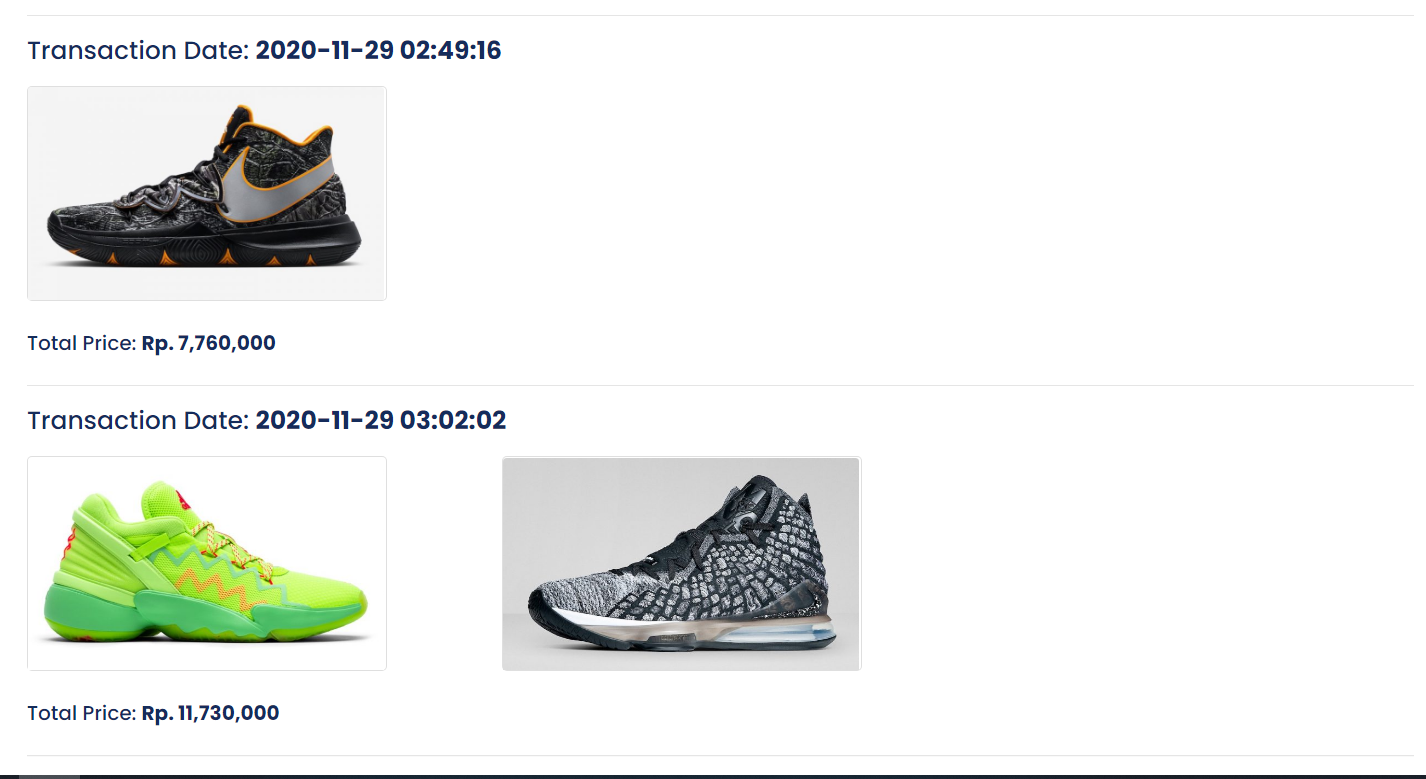 Transaction Date: 2020-11-29 02:49:16
Total Price: Rp. 7,760,000
Transaction Date: 2020-11-29 03:02:02
Total Price: Rp. 11,730,000